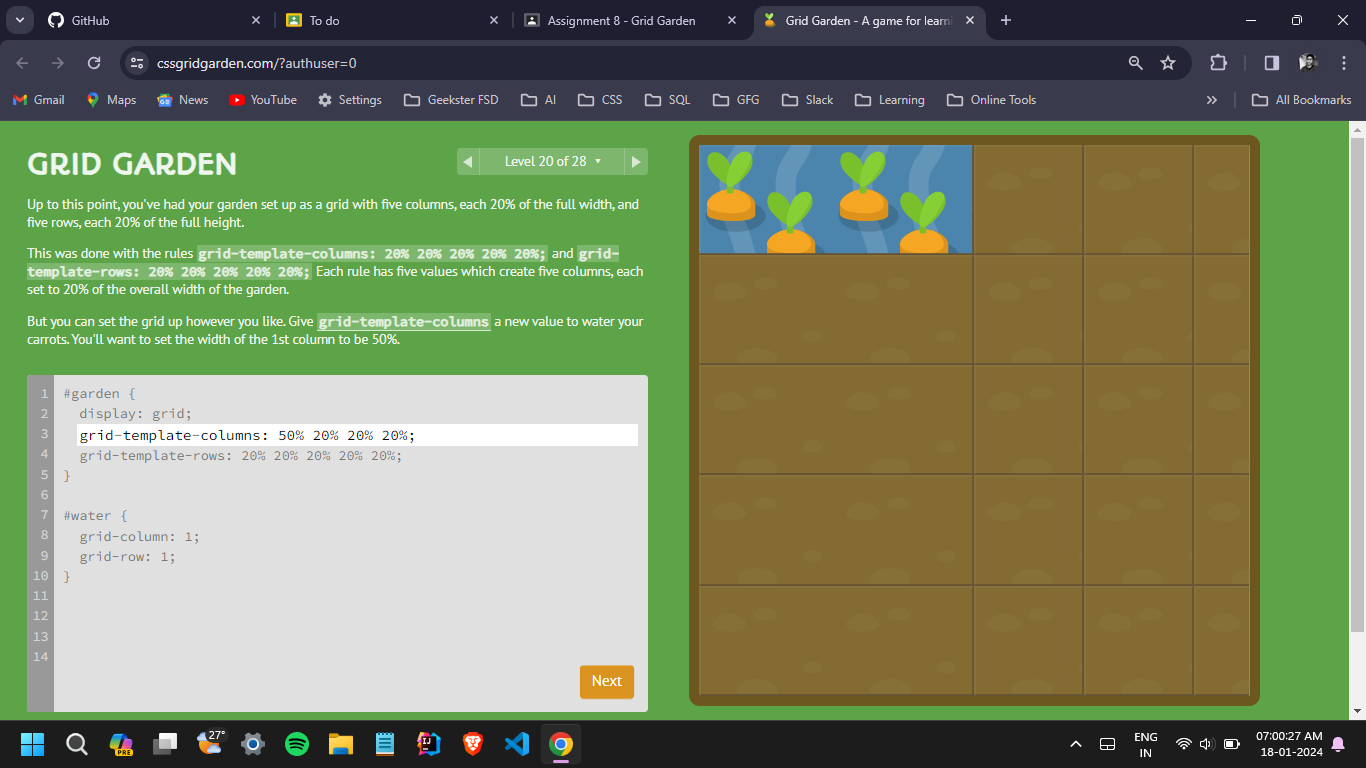 GitHub
To do
Assignment 8 - Grid Garden
Grid Garden - A game for learni
cssgridgarden.com/?authuser=0
Gmail
Maps
News
YouTube
Settings
Geekster FSD
AI
CSS
SQL
GFG
Slack
Learning
Online Tools
»
All Bookmarks
GRID GARDEN
Level 20 of 28
Up to this point, you've had your garden set up as a grid with five columns, each 20% of the full width, and
five rows, each 20% of the full height.
This was done with the rules grid-template-columns: 20% 20% 20% 20% 20%; and grid-
template-rows: 20% 20% 20% 20% 20%; Each rule has five values which create five columns, each
set to 20% of the overall width of the garden.
But you can set the grid up however you like. Give grid-template-columns a new value to water your
carrots. You'll want to set the width of the 1st column to be 50%.
1 #garden {
2 display: grid;
3 grid-template-columns: 50% 20% 20% 20%;
4 grid-template-rows: 20% 20% 20% 20% 20%;
5 }
6
7 #water {
8 grid-column: 1;
9 grid-row: 1;
10 }
11
12
13
14
Next
PRE
27°
ENG
IN
07:00:27 AM
18-01-2024